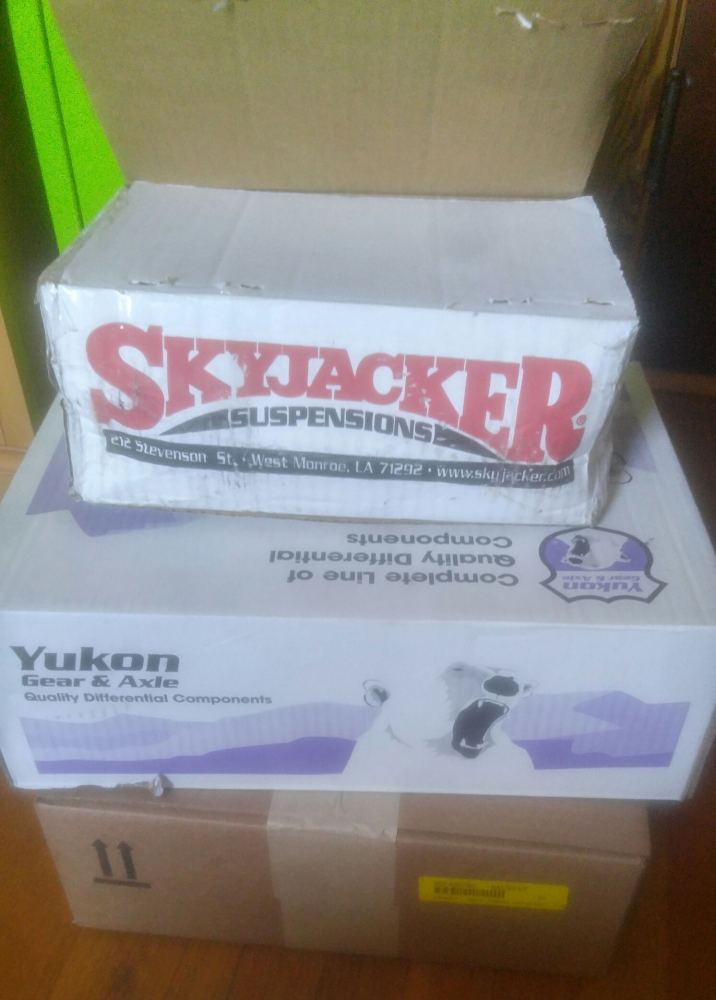 SKYJACKER®
SUSPENSIONS
212 Stevenson St. • West Monroe, LA 71292 • www.skyjacker.com
Complete Line of
Quality Differential
Components
Yukon
Gear & Axle
Yukon
Gear & Axle
Quality Differential Components